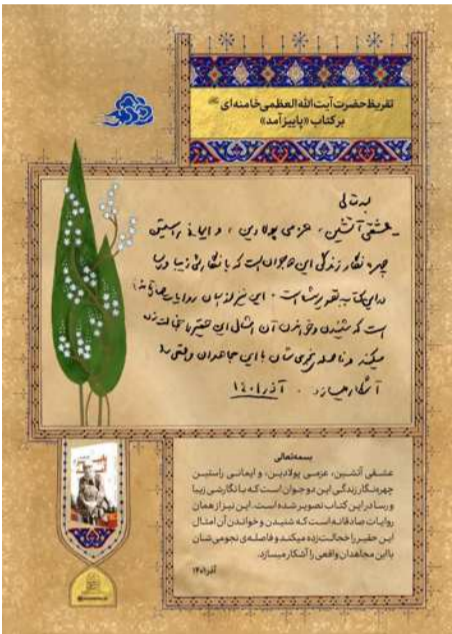 تقریظ حضرت آیت الله العظمی خامنه‌ای
بر کتاب «پاییز آمد»
بسمه تعالی
عشقی آتشین، عزمی پولادین، و ایمانی راستین
چهره نگار زندگی این دو جوان است که با نگارشی زیبا و رسا
در این کتاب تصویر شده است. این نیز از همان روایات صادقانه
است که شنیدن و خواندن آن امثال این حقیر را خجالت زده
میکند و فاصله نجومی‌شان با این مجاهدان واقعی را
آشکار میسازد. آذر ۱۴۰۱
بسمه‌تعالی
عشقی آتشین، عزمی پولادین، و ایمانی راستین
چهره‌نگار زندگی این دو جوان است که با نگارشی زیبا
و رسا در این کتاب تصویر شده است. این نیز از همان
روایات صادقانه است که شنیدن و خواندن آن امثال
این حقیر را خجالت‌زده میکند و فاصله‌ی نجومی‌شان
با این مجاهدان واقعی را آشکار میسازد.
آذر ۱۴۰۱